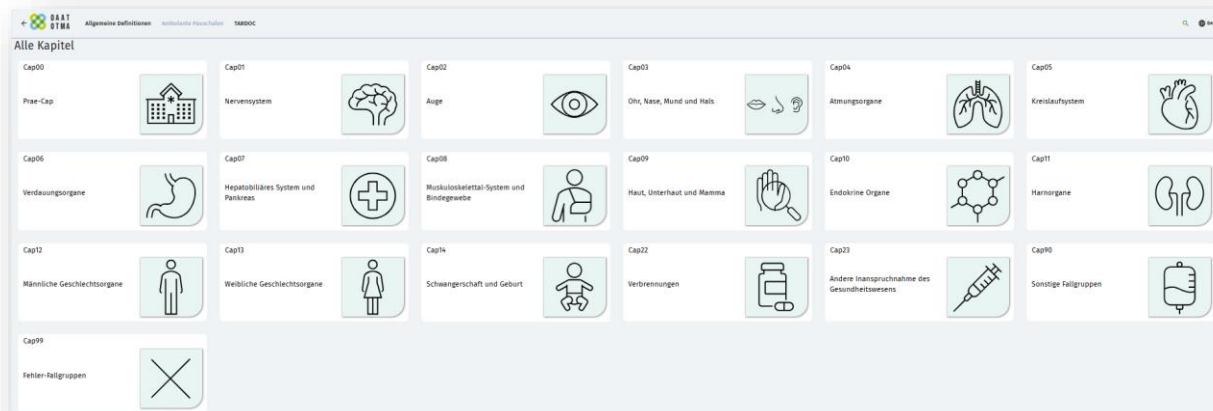 OAAT
OTMA
Allgemeine Definitionen
Ambulante Pauschalen
TARDOC
Alle Kapitel
Cap00
Prae-Cap
Cap01
Nervensystem
Cap02
Auge
Cap03
Ohr, Nase, Mund und Hals
Cap04
Atmungsorgane
Cap05
Kreislaufsystem
Cap06
Verdauungsorgane
Cap07
Hepatobiliäres System und
Pankreas
Cap08
Muskuloskelettal-System und
Bindegewebe
Cap09
Haut, Unterhaut und Mamma
Cap10
Endokrine Organe
Cap11
Harnorgane
Cap12
Männliche Geschlechtsorgane
Cap13
Weibliche Geschlechtsorgane
Cap14
Schwangerschaft und Geburt
Cap22
Verbrennungen
Cap23
Andere Inanspruchnahme des
Gesundheitswesens
Cap90
Sonstige Fallgruppen
Cap99
Fehler-Fallgruppen